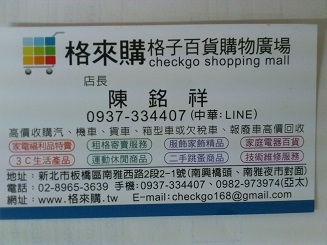 格來購 格子百貨購物廣場
checkgo shopping mall
店長
陳 銘 祥
0937-334407(中華:LINE)
高價收購汽、機車、貨車、箱型車或欠稅車、報廢車高價回收
家電福利品特賣 租格寄賣服務 服飾家飾精品 家庭電器百貨
3C生活產品 運動休閒商品 二手跳蚤商品 技術維修服務
地址:新北市板橋區南雅西路2段2-1號(南興橋頭、南雅夜市對面)
電話:02-8965-3639 手機:0937-334407、0982-973974(亞太)
網址:www.格來購.tw E-mail:checkgo168@gmail.com